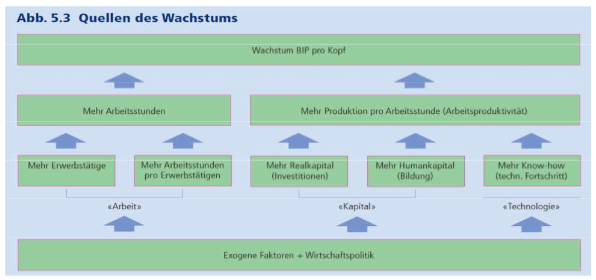 Abb. 5.3 Quellen des Wachstums
Wachstum BIP pro Kopf
Mehr Arbeitsstunden
Mehr Produktion pro Arbeitsstunde (Arbeitsproduktivität)
Mehr Erwerbstätige
Mehr Arbeitsstunden
pro Erwerbstätigen
Mehr Realkapital
(Investitionen)
Mehr Humankapital
(Bildung)
Mehr Know-how
(techn. Fortschritt)
«Arbeit»
«Kapital»
«Technologie»
Exogene Faktoren + Wirtschaftspolitik